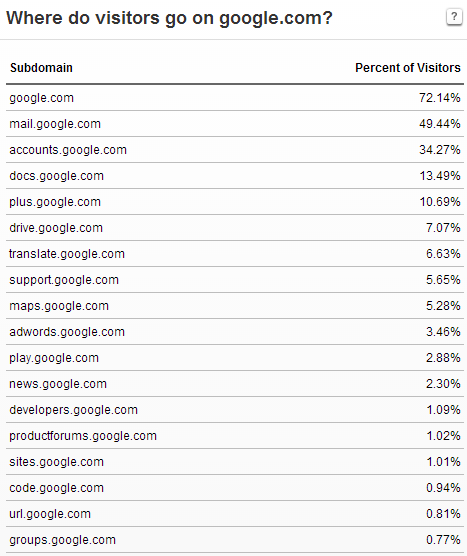 Where do visitors go on google.com?
?
Subdomain Percent of Visitors
google.com 72.14%
mail.google.com 49.44%
accounts.google.com 34.27%
docs.google.com 13.49%
plus.google.com 10.69%
drive.google.com 7.07%
translate.google.com 6.63%
support.google.com 5.65%
maps.google.com 5.28%
adwords.google.com 3.46%
play.google.com 2.88%
news.google.com 2.30%
developers.google.com 1.09%
productforums.google.com 1.02%
sites.google.com 1.01%
code.google.com 0.94%
url.google.com 0.81%
groups.google.com 0.77%